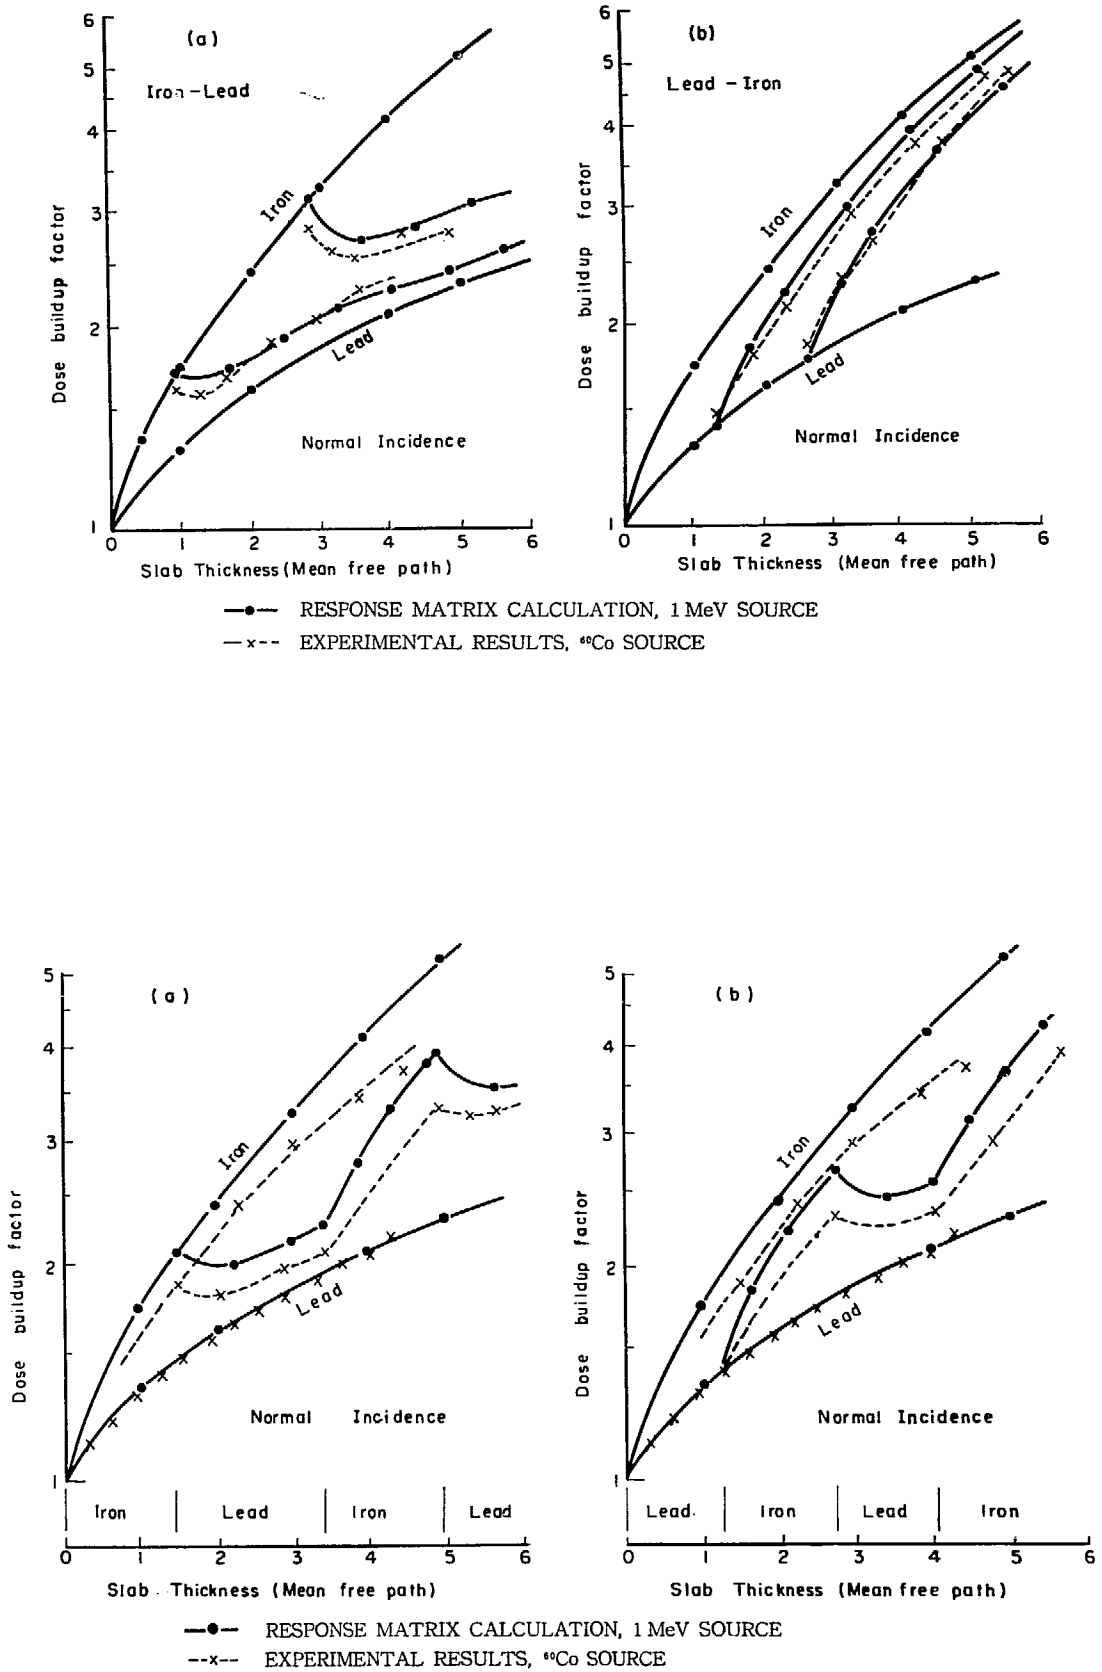 (a)
Iron-Lead
Dose buildup factor
6
5
4
3
2
1
Iron
Lead
Normal Incidence
0 1 2 3 4 5 6
Slab Thickness (Mean free path)
(b)
Lead-Iron
Dose buildup factor
6
5
4
3
2
1
Iron
Lead
Normal Incidence
0 1 2 3 4 5 6
Slab Thickness (Mean free path)
RESPONSE MATRIX CALCULATION, 1 MeV SOURCE
EXPERIMENTAL RESULTS, ⁶⁰Co SOURCE
(a)
Dose buildup factor
5
4
3
2
1
Iron
Lead
Normal Incidence
Iron Lead Iron Lead
0 1 2 3 4 5 6
Slab Thickness (Mean free path)
(b)
Dose buildup factor
5
4
3
2
1
Iron
Lead
Normal Incidence
Lead Iron Lead Iron
0 1 2 3 4 5 6
Slab Thickness (Mean free path)
RESPONSE MATRIX CALCULATION, 1 MeV SOURCE
EXPERIMENTAL RESULTS, ⁶⁰Co SOURCE